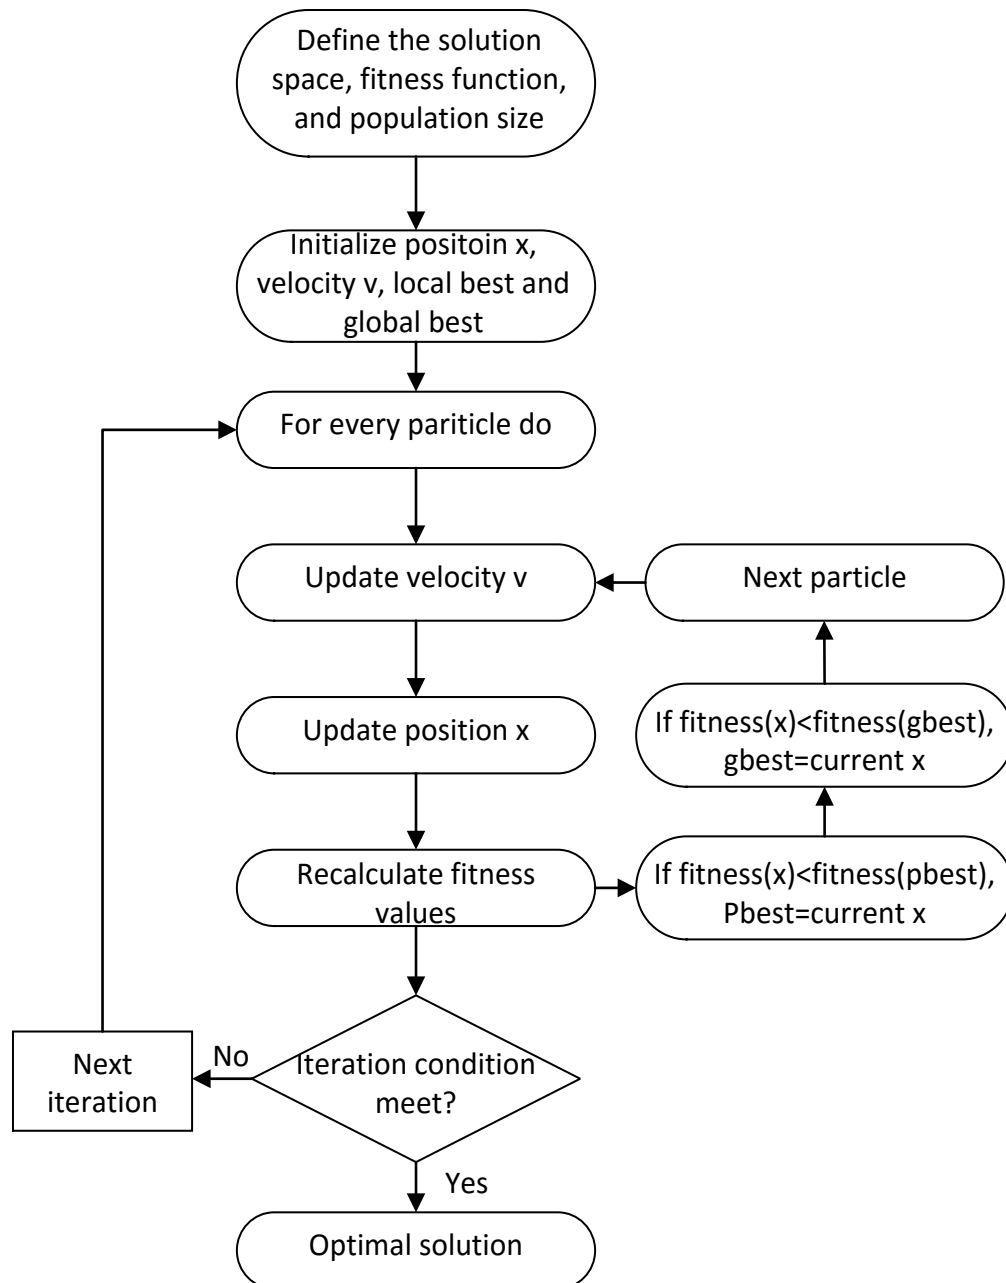 Define the solution
space, fitness function,
and population size
Initialize positoin x,
velocity v, local best and
global best
For every pariticle do
Update velocity v
Next particle
Update position x
If fitness(x)<fitness(gbest),
gbest=current x
Recalculate fitness
values
If fitness(x)<fitness(pbest),
Pbest=current x
Iteration condition
meet?
No
Next
iteration
Yes
Optimal solution